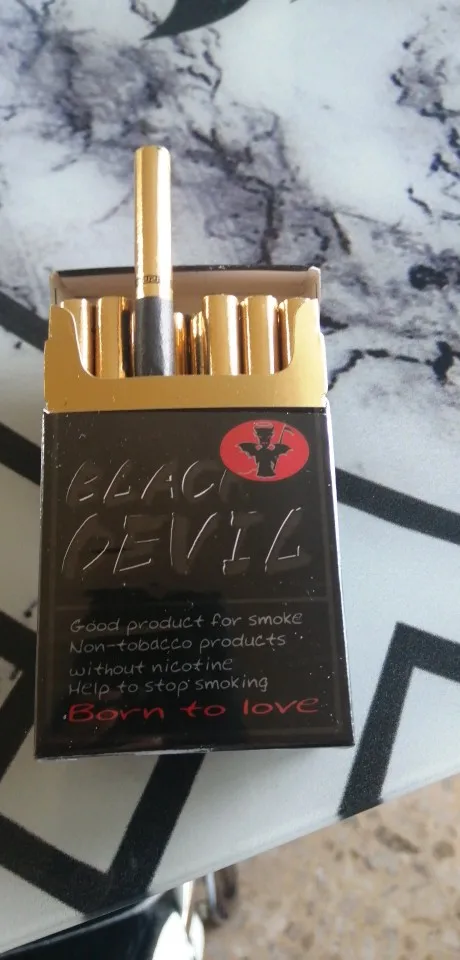 BLACK
DEVIL
Good product for smoke
Non-tobacco products
without nicotine
Help to stop smoking
Born to love